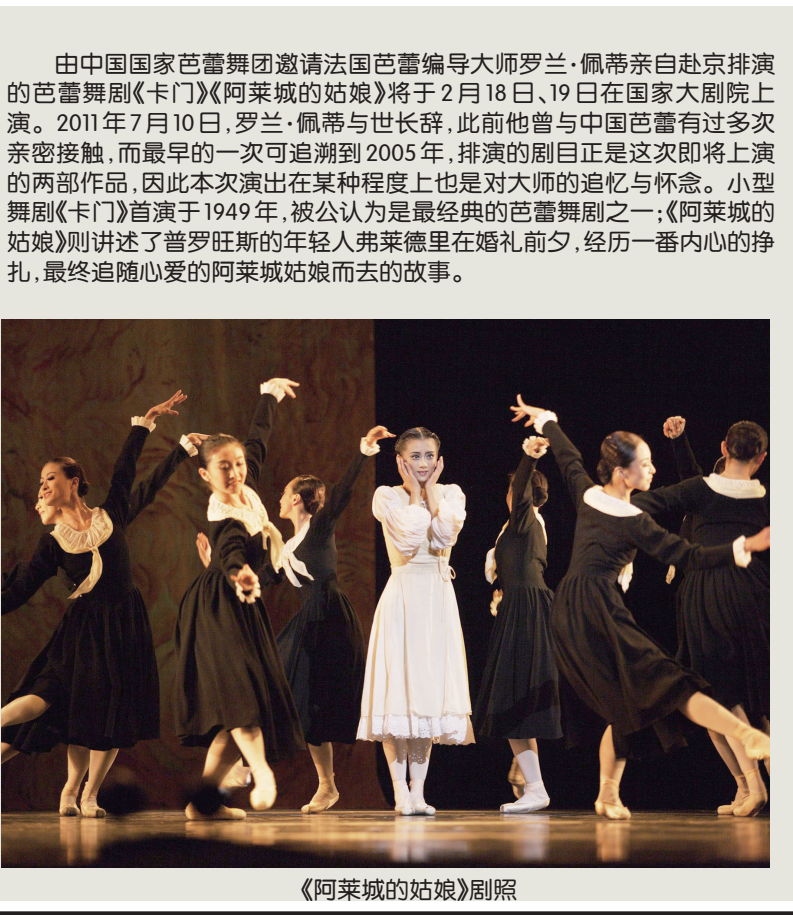 由中国国家芭蕾舞团邀请法国芭蕾编导大师罗兰·佩蒂亲自赴京排演
的芭蕾舞剧《卡门》《阿莱城的姑娘》将于2月18日、19日在国家大剧院上
演。2011年7月10日,罗兰·佩蒂与世长辞,此前他曾与中国芭蕾有过多次
亲密接触,而最早的一次可追溯到2005年,排演的剧目正是这次即将上演
的两部作品,因此本次演出在某种程度上也是对大师的追忆与怀念。小型
舞剧《卡门》首演于1949年,被公认为是最经典的芭蕾舞剧之一;《阿莱城的
姑娘》则讲述了普罗旺斯的年轻人弗莱德里在婚礼前夕,经历一番内心的挣
扎,最终追随心爱的阿莱城姑娘而去的故事。
《阿莱城的姑娘》剧照